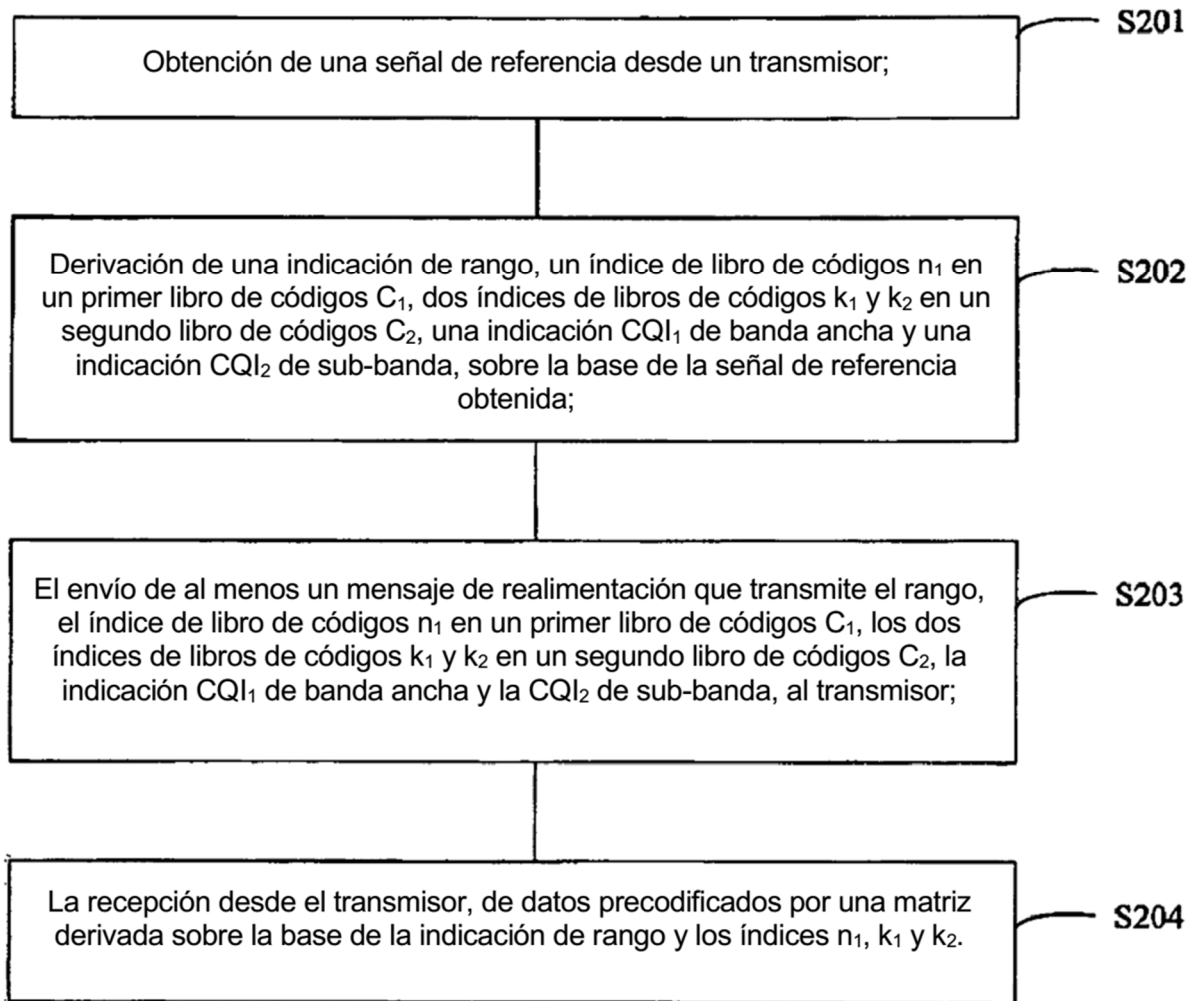 S201
Obtención de una señal de referencia desde un transmisor;
Derivación de una indicación de rango, un índice de libro de códigos n₁ en
un primer libro de códigos C₁, dos índices de libros de códigos k₁ y k₂ en un
segundo libro de códigos C₂, una indicación CQI₁ de banda ancha y una
indicación CQI₂ de sub-banda, sobre la base de la señal de referencia
obtenida;
S202
El envío de al menos un mensaje de realimentación que transmite el rango,
el índice de libro de códigos n₁ en un primer libro de códigos C₁, los dos
índices de libros de códigos k₁ y k₂ en un segundo libro de códigos C₂, la
indicación CQI₁ de banda ancha y la CQI₂ de sub-banda, al transmisor;
S203
La recepción desde el transmisor, de datos precodificados por una matriz
derivada sobre la base de la indicación de rango y los índices n₁, k₁ y k₂.
S204